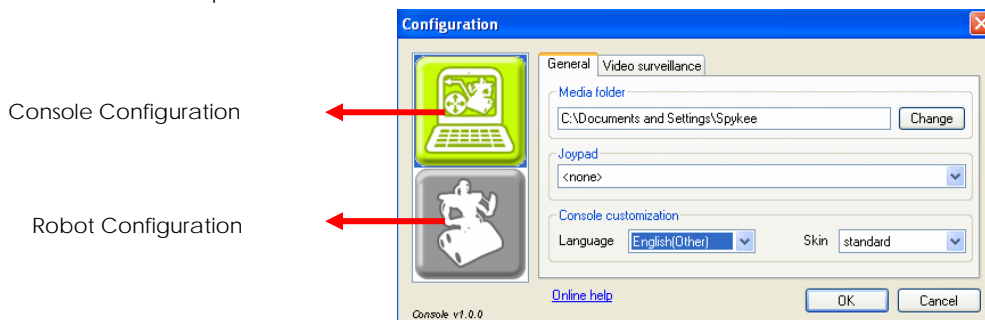 Configuration
General Video surveillance
Media folder
Console Configuration
C:\Documents and Settings\Spykee Change
Joypad
<none>
Robot Configuration
Console customization
Language English(Other) Skin standard
Online help
OK Cancel
Console v1.0.0